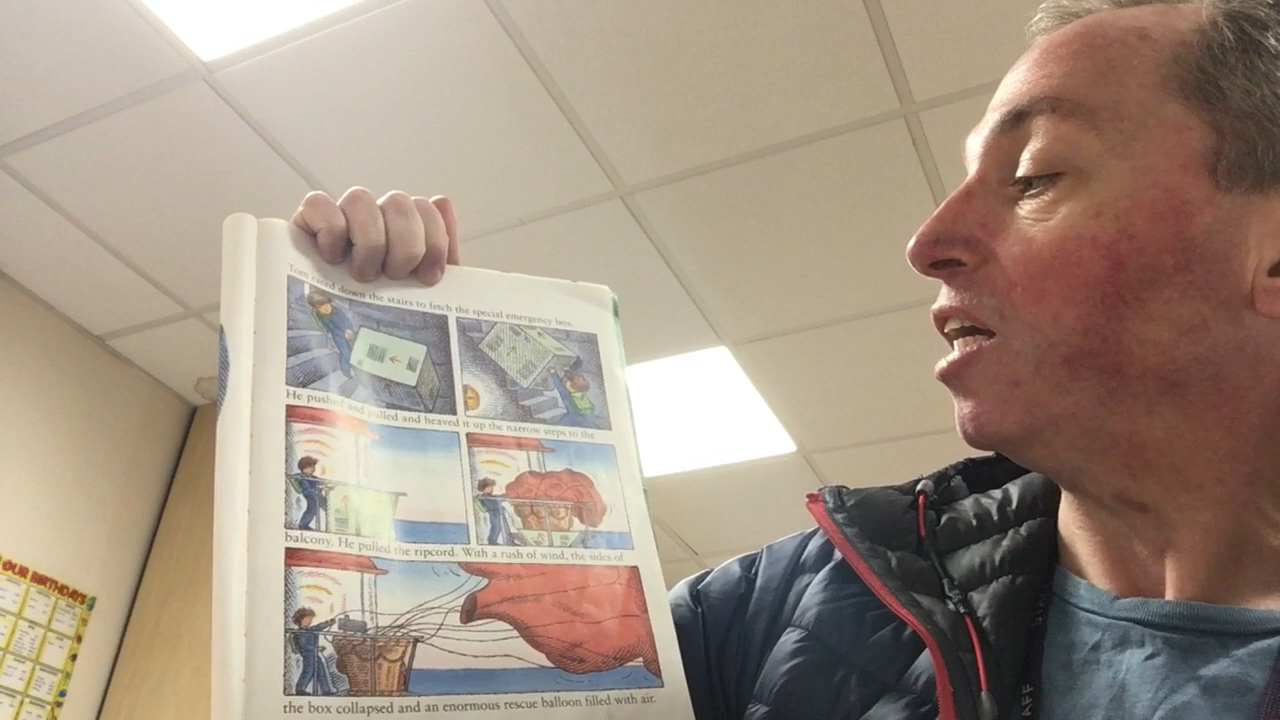 Tom raced down the stairs to fetch the special emergency box.
He pushed and pulled and heaved it up the narrow steps to the
balcony. He pulled the ripcord. With a rush of wind, the sides of
the box collapsed and an enormous rescue balloon filled with air.
OUR BIRTHDAYS
AFF